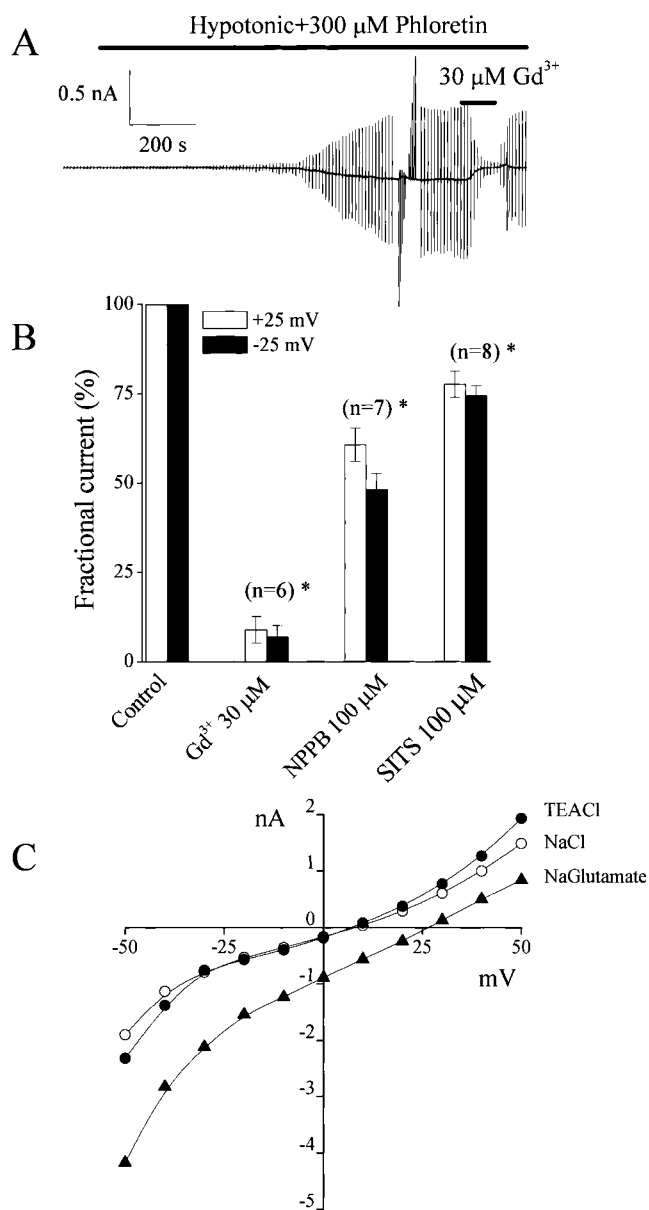 Hypotonic+300 µM Phloretin
A
30 µM Gd³⁺
0.5 nA
200 s
B
100
75
50
25
0
Fractional current (%)
+25 mV
-25 mV
(n=6) *
(n=7) *
(n=8) *
Control
Gd³⁺ 30 µM
NPPB 100 µM
SITS 100 µM
C
nA
mV
2
1
0
-1
-2
-3
-4
-5
-50
-25
0
25
50
TEACl
NaCl
NaGlutamate